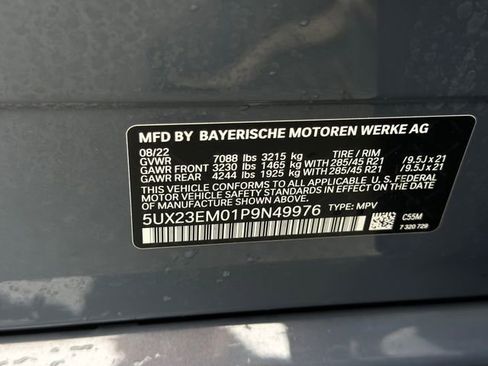 MFD BY BAYERISCHE MOTOREN WERKE AG
08/22
GVWR 7088 lbs 3215 kg TIRE / RIM
GAWR FRONT 3230 lbs 1465 kg WITH 285/45 R21 /9.5J x 21
GAWR REAR 4244 lbs 1925 kg WITH 285/45 R21 /9.5J x 21
THIS VEHICLE CONFORMS TO ALL APPLICABLE U.S. FEDERAL
MOTOR VEHICLE SAFETY STANDARDS IN EFFECT
ON THE DATE OF MANUFACTURE SHOWN ABOVE.
5UX23EM01P9N49976 TYPE: MPV
C55M
7 320 729